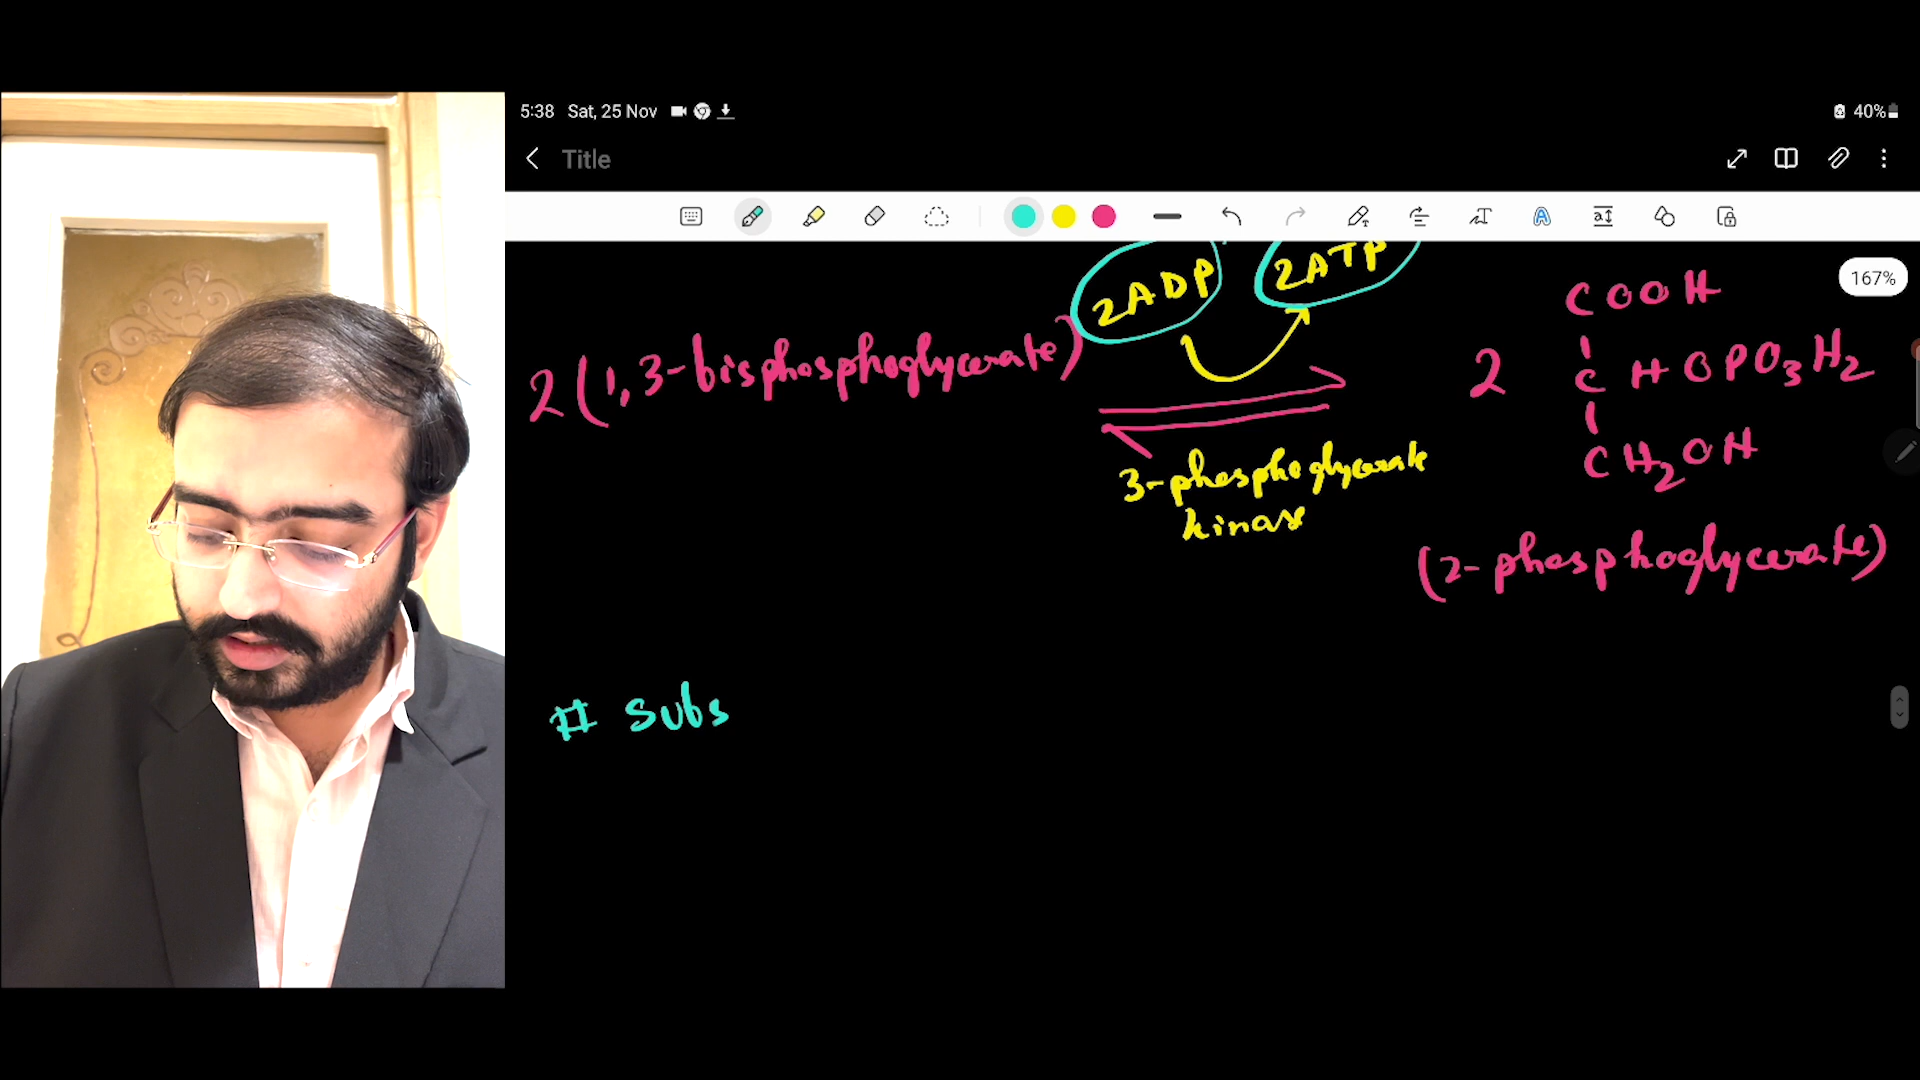 5:38 Sat, 25 Nov
40%
Title
167%
2ADP 2ATP
2 (1,3-bisphosphoglycerate)
3-phosphoglycerate
kinase
2
COOH
C H O PO3H2
CH2OH
(2-phosphoglycerate)
# subs